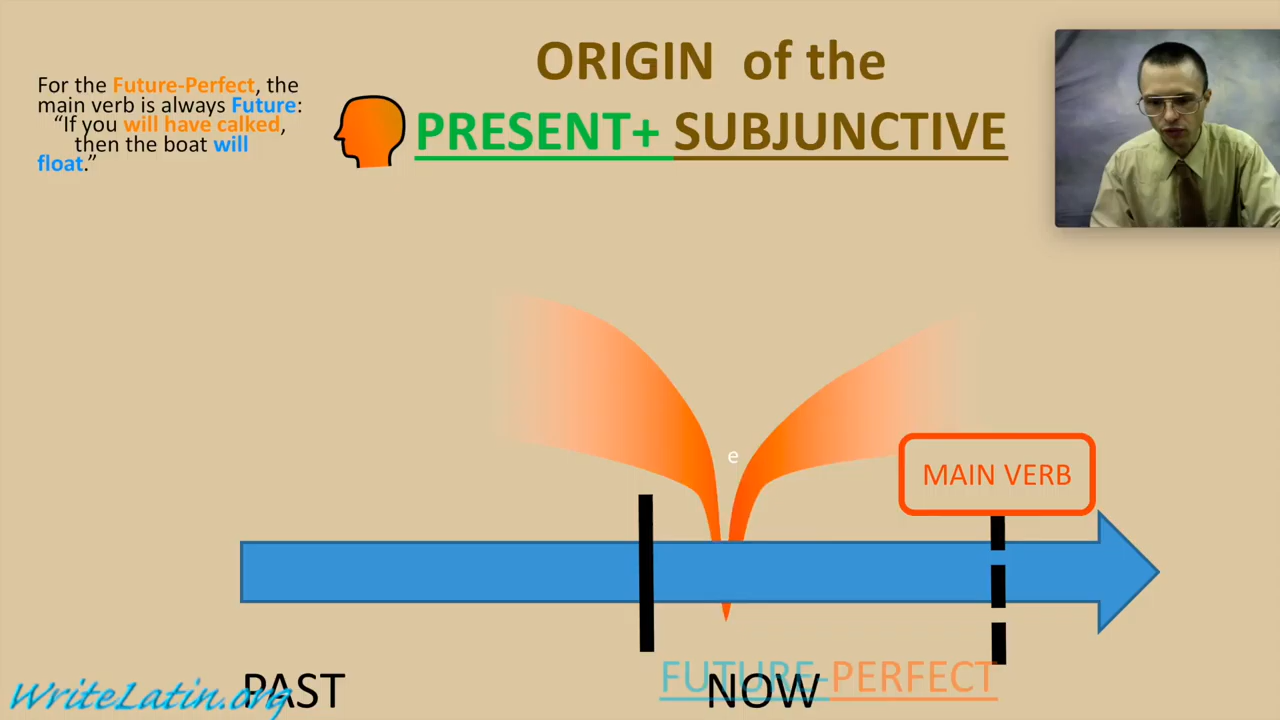 ORIGIN of the
PRESENT+ SUBJUNCTIVE
For the Future-Perfect, the
main verb is always Future:
“If you will have calked,
then the boat will
float.”
e
MAIN VERB
FUTURE-PERFECT
PAST
NOW
WriteLatin.org